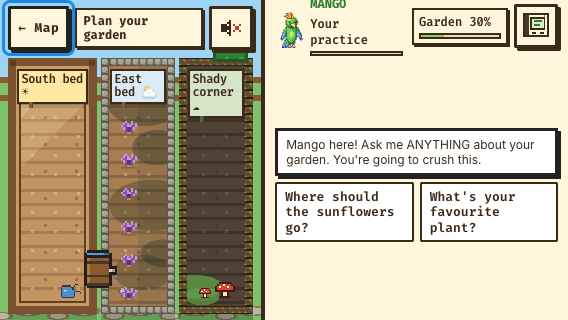 ← Map
Plan your
garden
South bed
East
bed
Shady
corner
MANGO
Your
practice
Garden 30%
Mango here! Ask me ANYTHING about your
garden. You're going to crush this.
Where should
the sunflowers
go?
What's your
favourite
plant?